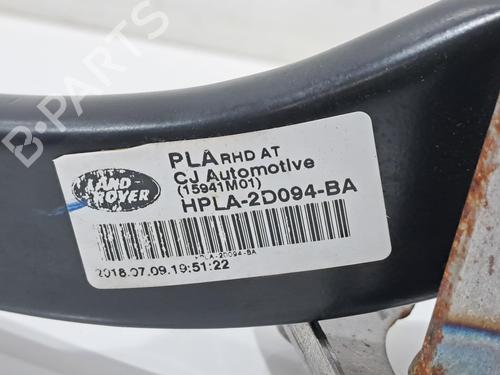 B-PARTS
PLA RHD AT
CJ Automotive
(15941M01)
LAND
ROVER
HPLA-2D094-BA
HPLA-2D094-BA
2018.07.09.19:51:22